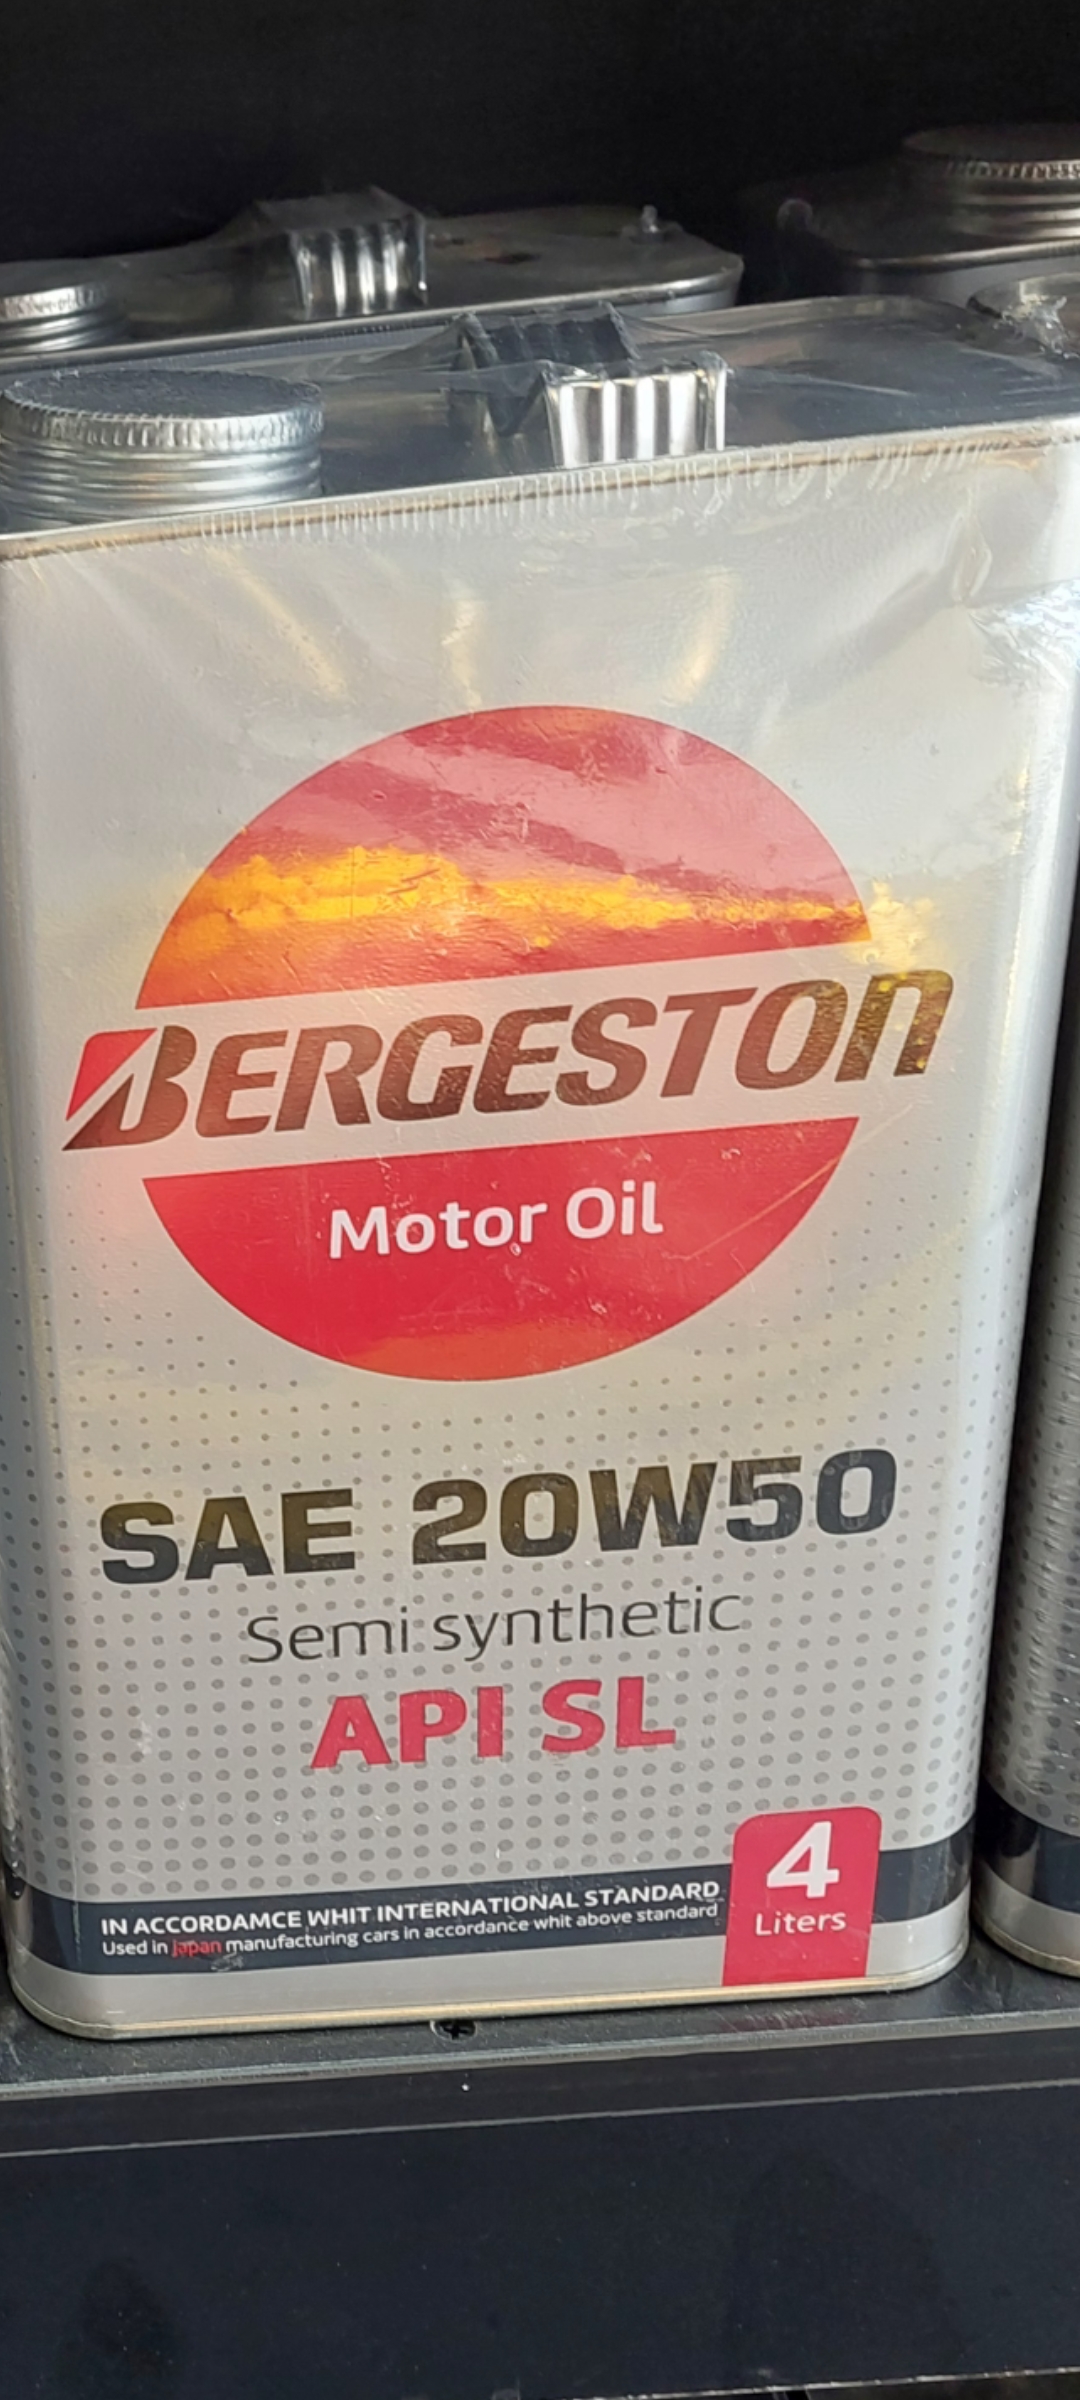 BERGESTON
Motor Oil
SAE 20W50
Semi synthetic
API SL
4
Liters
IN ACCORDAMCE WHIT INTERNATIONAL STANDARD
Used in japan manufacturing cars in accordance whit above standard